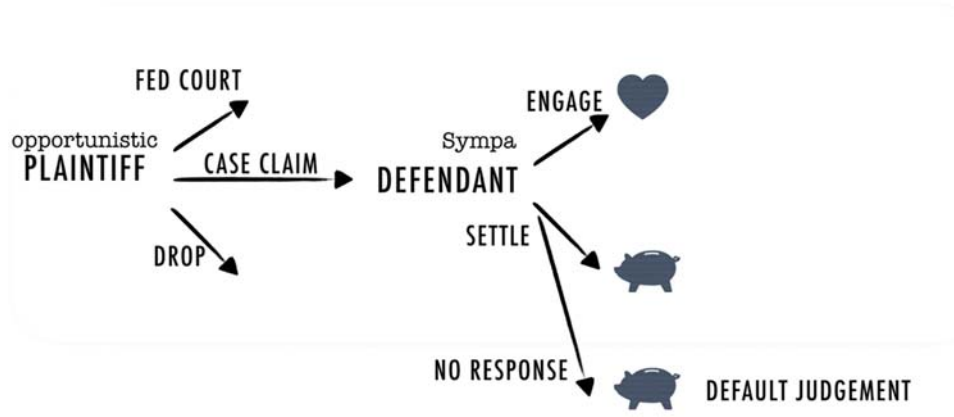 FED COURT
opportunistic
PLAINTIFF
CASE CLAIM
DROP
Sympa
DEFENDANT
ENGAGE
SETTLE
NO RESPONSE
DEFAULT JUDGEMENT